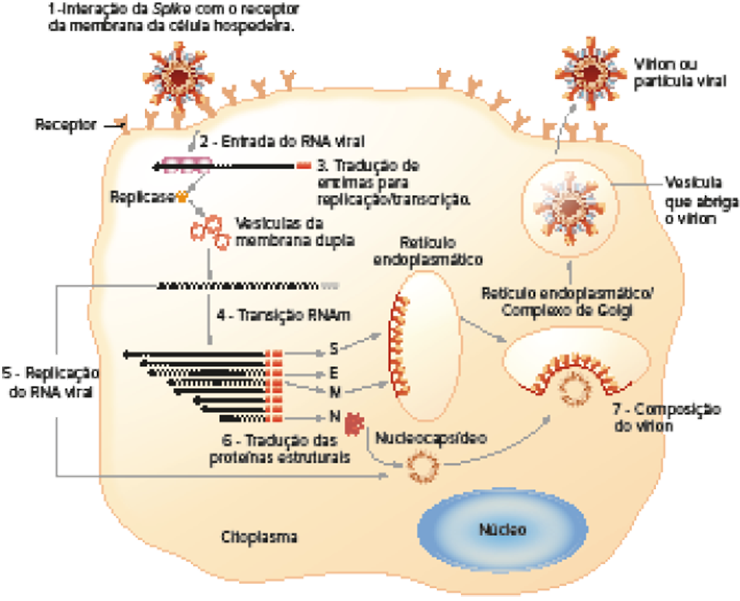 1-Interação da Spike com o receptor
da membrana da célula hospedeira.
Vírion ou
partícula viral
Receptor
2 - Entrada do RNA viral
3. Tradução de
enzimas para
replicação/transcrição.
Replicase
Vesículas da
membrana dupla
Vesícula
que abriga
o vírion
Retículo
endoplasmático
Retículo endoplasmático/
Complexo de Golgi
4 - Transição RNAm
5 - Replicação
do RNA viral
S
E
M
N
6 - Tradução das
proteínas estruturais
Nucleocapsídeo
7 - Composição
do vírion
Citoplasma
Núcleo